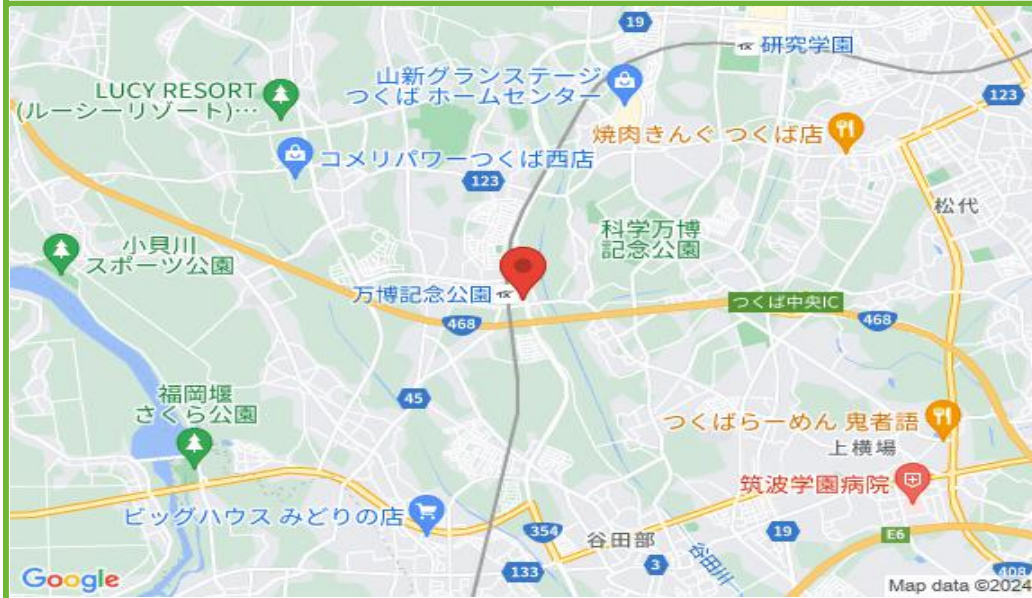 19
研究学園
山新グランステージ
つくば ホームセンター
LUCY RESORT
(ルーシーリゾート)…
123
焼肉きんぐ つくば店
コメリパワーつくば西店
123
松代
科学万博
記念公園
小貝川
スポーツ公園
万博記念公園
つくば中央IC
468
468
45
福岡堰
さくら公園
つくばらーめん 鬼者語
上横場
筑波学園病院
ビッグハウス みどりの店
354
谷田部
19
E6
谷田川
3
133
408
Google
Map data ©2024